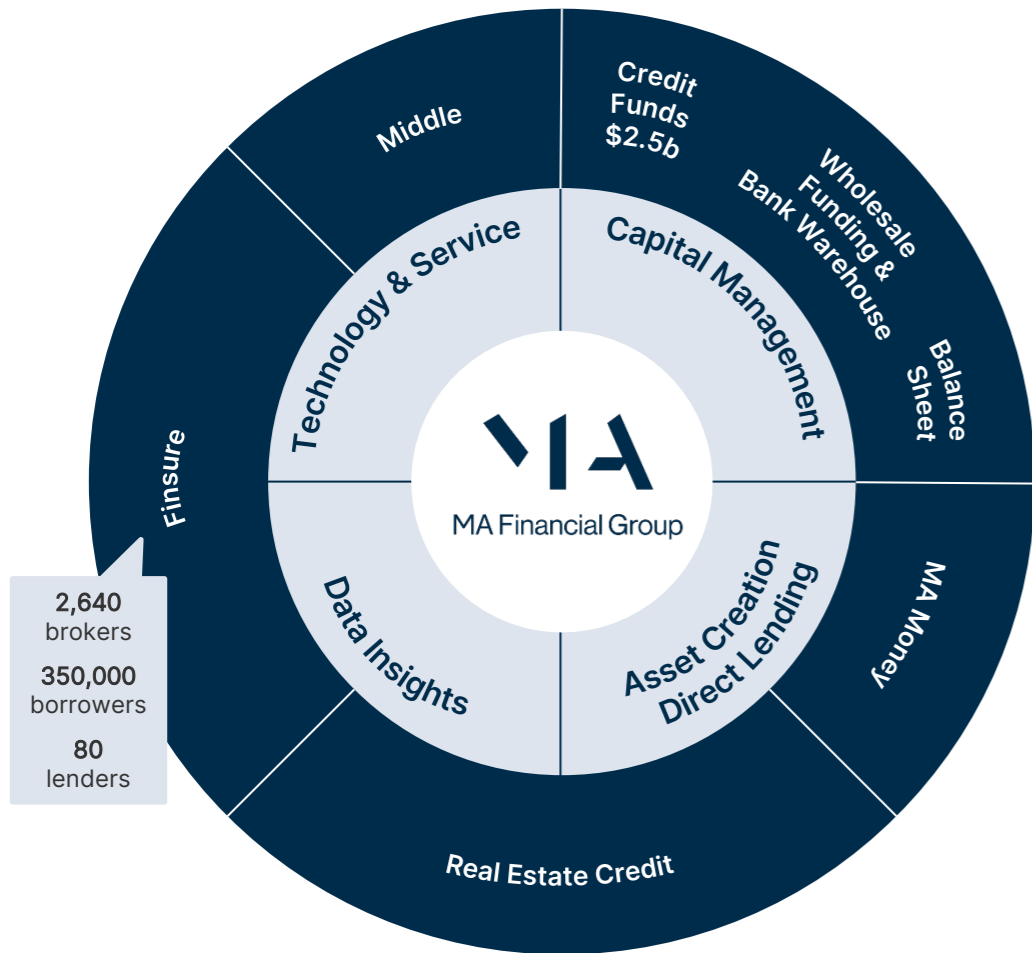 Middle
Credit
Funds
$2.5b
Wholesale
Funding &
Bank Warehouse
Balance
Sheet
Technology & Service
Capital Management
MA
MA Financial Group
Finsure
2,640
brokers
350,000
borrowers
80
lenders
Data Insights
Asset Creation
Direct Lending
MA Money
Real Estate Credit